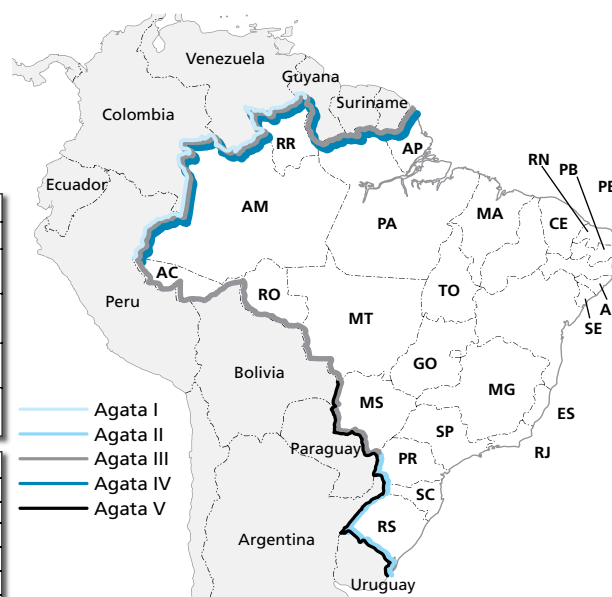 Venezuela
Guyana
Suriname
Colombia
RR
AP
RN
PB
PE
Ecuador
AM
PA
MA
CE
AC
Peru
RO
TO
A
SE
MT
GO
Bolivia
MS
MG
ES
SP
RJ
Agata I
Agata II
Agata III
Agata IV
Agata V
Paraguay
PR
SC
RS
Argentina
Uruguay